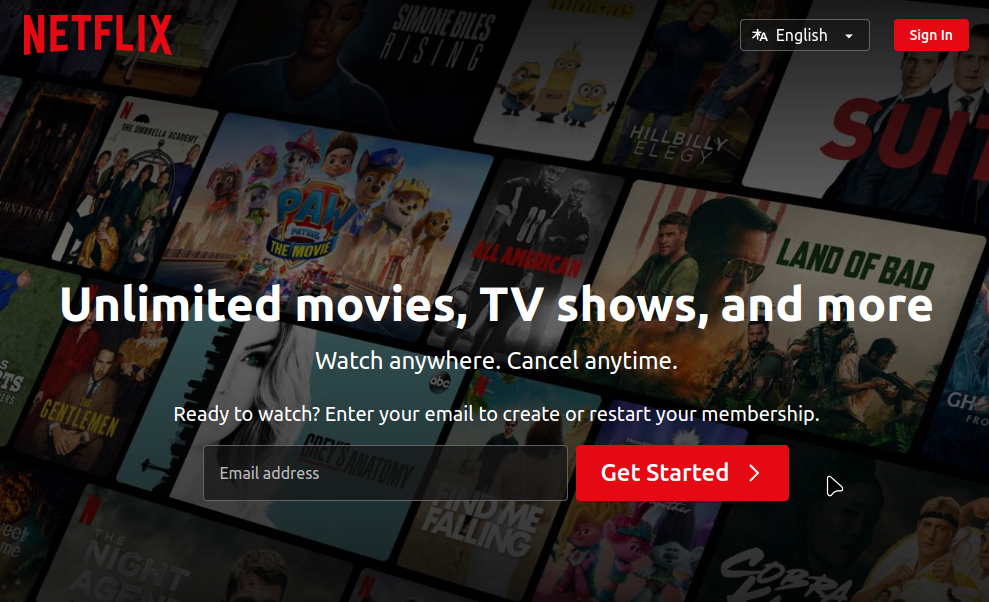 NETFLIX
English
Sign In
SIMONE BILES
RISING
HILLBILLY
ELEGY
THE UMBRELLA ACADEMY
PAW
PATROL
THE MOVIE
ALL AMERICAN
LAND OF BAD
Unlimited movies, TV shows, and more
Watch anywhere. Cancel anytime.
abc
THE
GENTLEMEN
Ready to watch? Enter your email to create or restart your membership.
GREY'S ANATOMY
Email address
Get Started
FIND ME
FALLING
THE
NIGHT
AGENT
COBRA